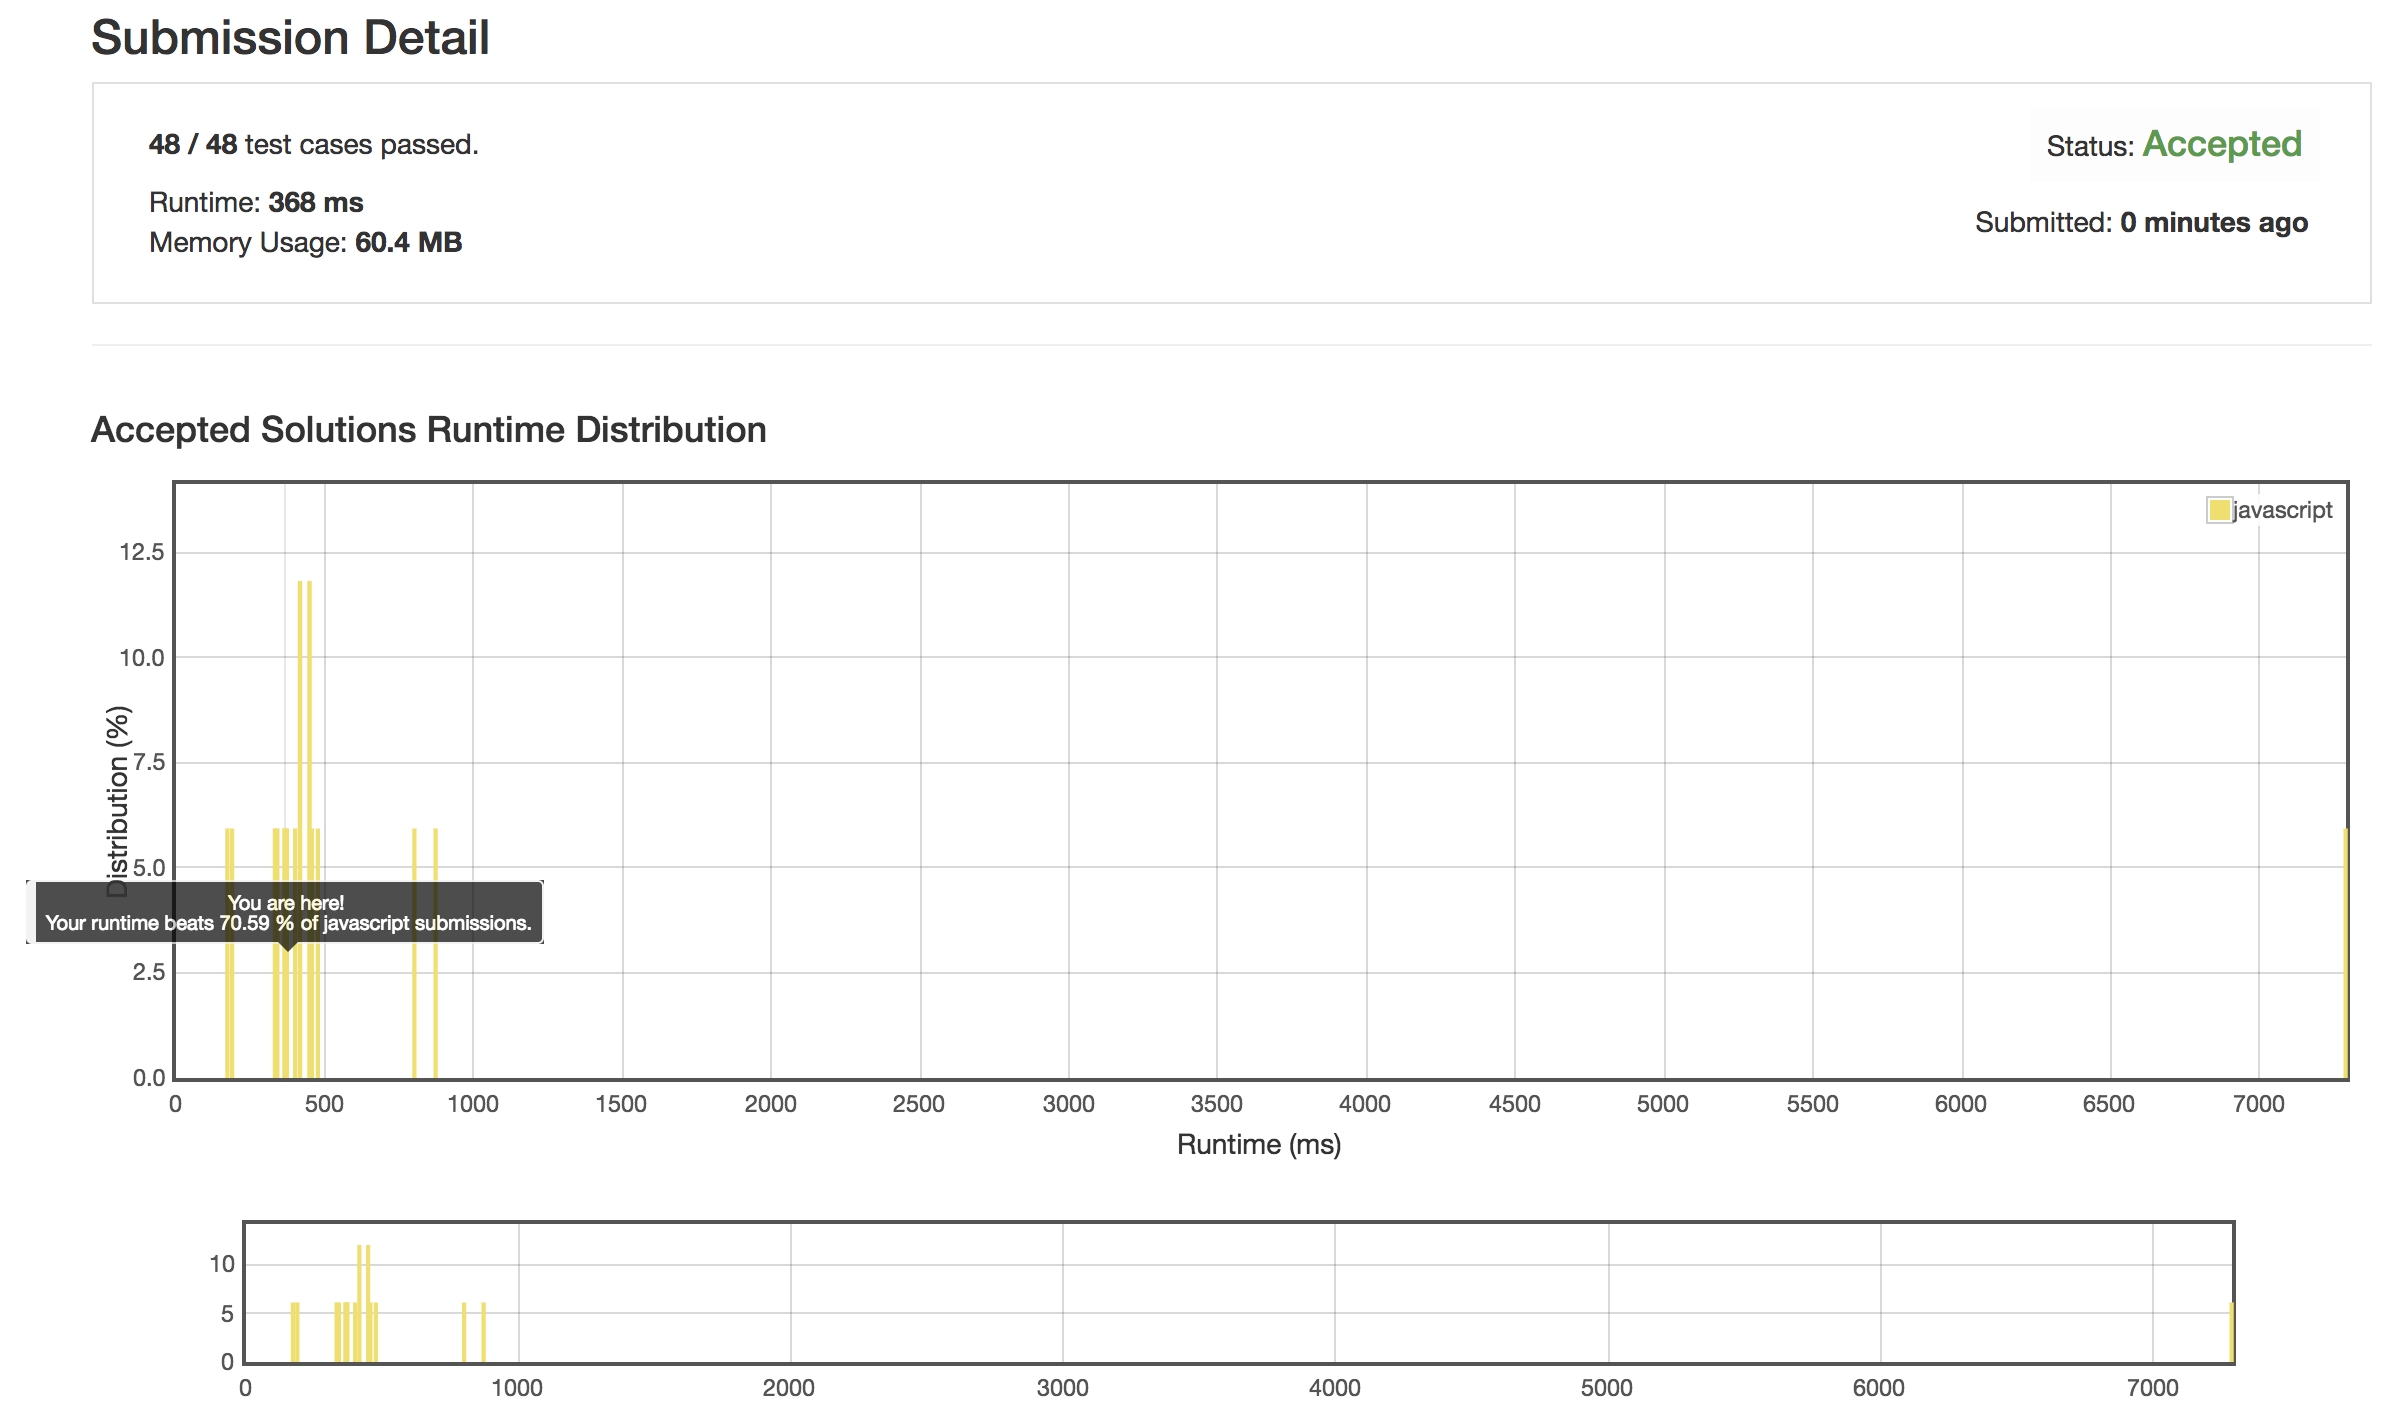 Submission Detail
48 / 48 test cases passed.
Status: Accepted
Runtime: 368 ms
Memory Usage: 60.4 MB
Submitted: 0 minutes ago
Accepted Solutions Runtime Distribution
javascript
12.5
10.0
7.5
5.0
2.5
0.0
Distribution (%)
You are here!
Your runtime beats 70.59 % of javascript submissions.
0 500 1000 1500 2000 2500 3000 3500 4000 4500 5000 5500 6000 6500 7000
Runtime (ms)
10
5
0
0 1000 2000 3000 4000 5000 6000 7000